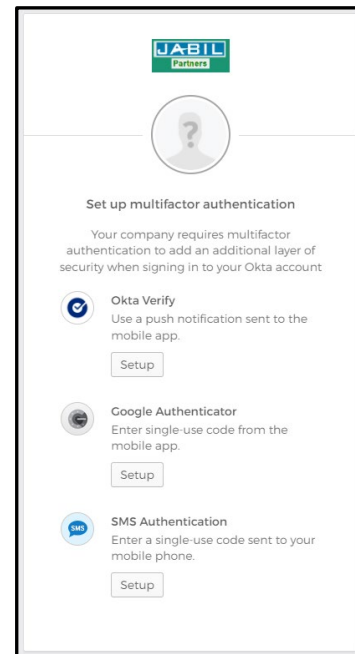 JABIL
Partners
?
Set up multifactor authentication
Your company requires multifactor
authentication to add an additional layer of
security when signing in to your Okta account
Okta Verify
Use a push notification sent to the
mobile app.
Setup
Google Authenticator
Enter single-use code from the
mobile app.
Setup
SMS
SMS Authentication
Enter a single-use code sent to your
mobile phone.
Setup